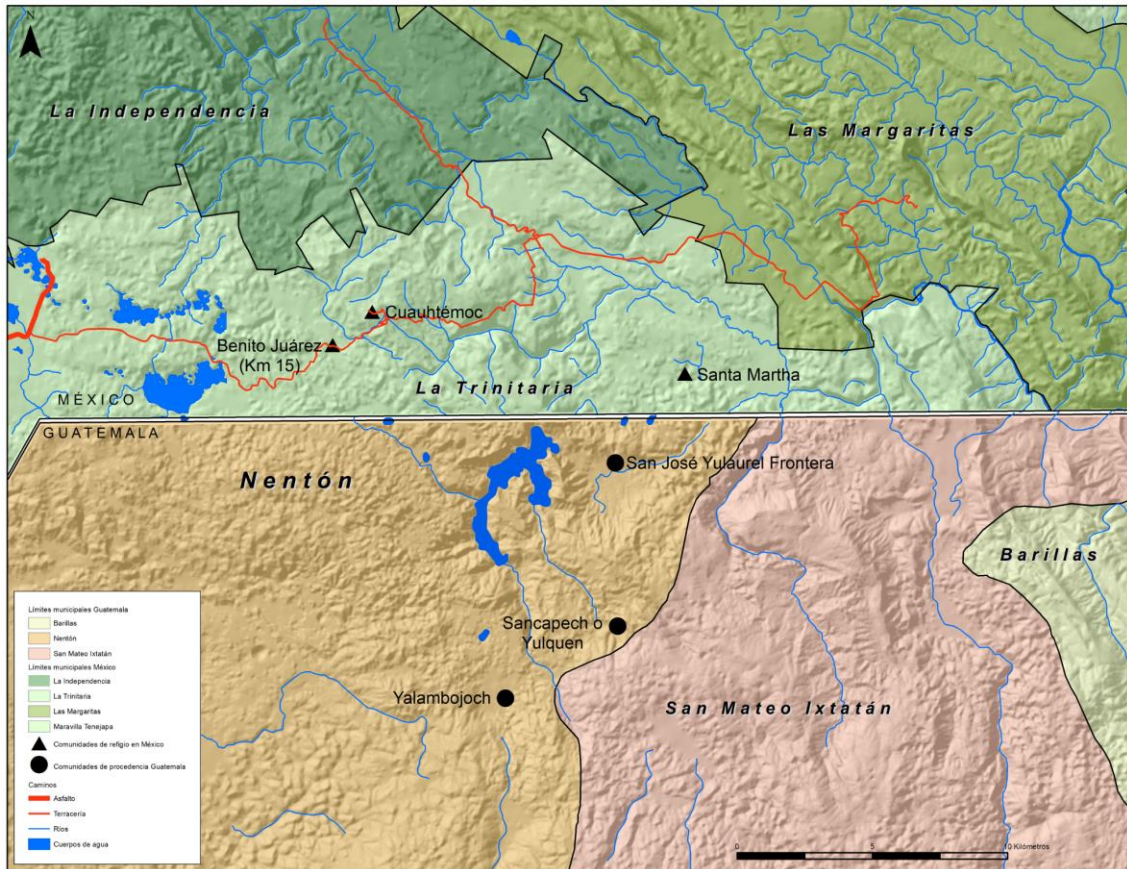 N
La Independencia
Las Margaritas
Cuauhtémoc
Benito Juárez
(Km 15)
Santa Martha
La Trinitaria
MÉXICO
GUATEMALA
San José Yulaurel Frontera
Nentón
Barillas
Sancapech o
Yulquen
Yalambojoch
San Mateo Ixtatán
Límites municipales Guatemala
Barillas
Nentón
San Mateo Ixtatán
Límites municipales México
La Independencia
La Trinitaria
Las Margaritas
Maravilla Tenejapa
Comunidades de refigio en México
Comunidades de procedencia Guatemala
Caminos
Asfalto
Terracería
Ríos
Cuerpos de agua
0 5 10 Kilómetros